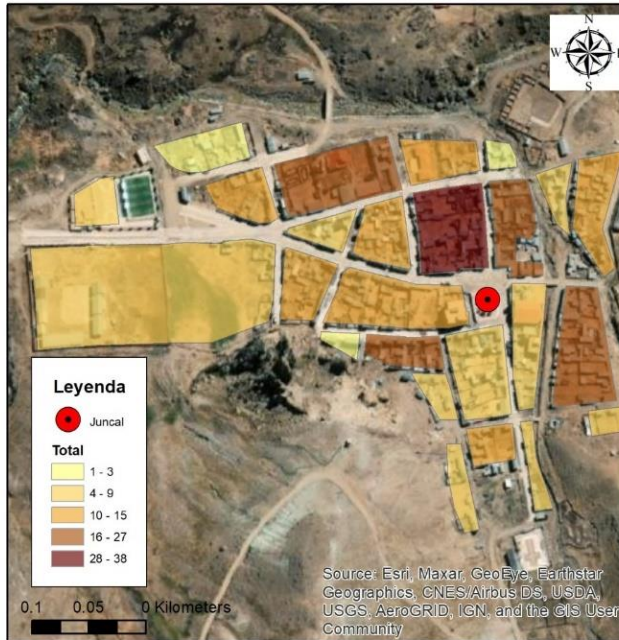 N
W
S
Leyenda
Juncal
Total
1 - 3
4 - 9
10 - 15
16 - 27
28 - 38
0.1 0.05 0 Kilometers
Source: Esri, Maxar, GeoEye, Earthstar
Geographics, CNES/Airbus DS, USDA,
USGS, AeroGRID, IGN, and the GIS User
Community